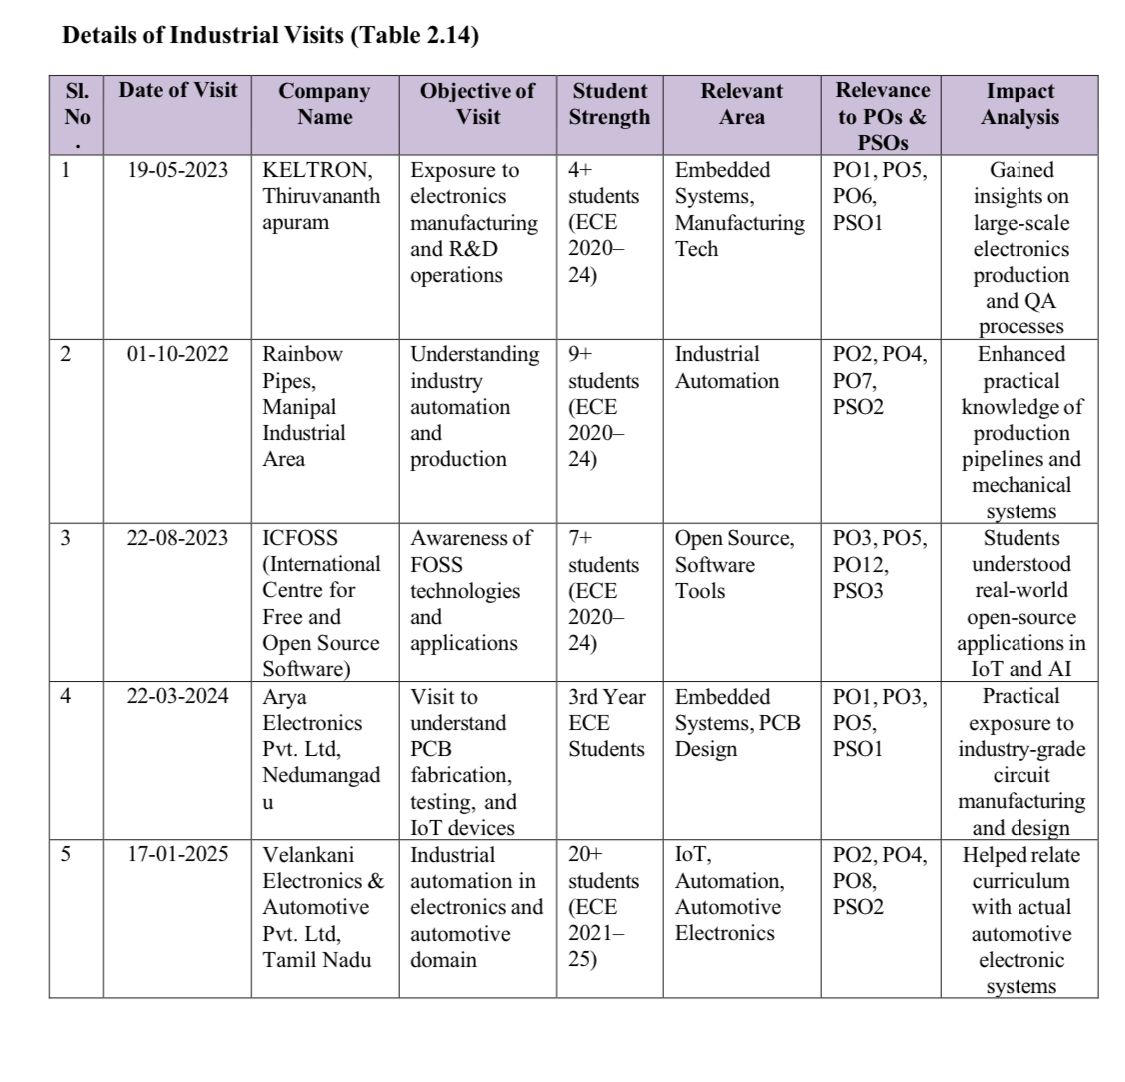 Details of Industrial Visits (Table 2.14)
Sl. No . | Date of Visit | Company Name | Objective of Visit | Student Strength | Relevant Area | Relevance to POs & PSOs | Impact Analysis
1 | 19-05-2023 | KELTRON, Thiruvananth apuram | Exposure to electronics manufacturing and R&D operations | 4+ students (ECE 2020– 24) | Embedded Systems, Manufacturing Tech | PO1, PO5, PO6, PSO1 | Gained insights on large-scale electronics production and QA processes
2 | 01-10-2022 | Rainbow Pipes, Manipal Industrial Area | Understanding industry automation and production | 9+ students (ECE 2020– 24) | Industrial Automation | PO2, PO4, PO7, PSO2 | Enhanced practical knowledge of production pipelines and mechanical systems
3 | 22-08-2023 | ICFOSS (International Centre for Free and Open Source Software) | Awareness of FOSS technologies and applications | 7+ students (ECE 2020– 24) | Open Source, Software Tools | PO3, PO5, PO12, PSO3 | Students understood real-world open-source applications in IoT and AI
4 | 22-03-2024 | Arya Electronics Pvt. Ltd, Nedumangad u | Visit to understand PCB fabrication, testing, and IoT devices | 3rd Year ECE Students | Embedded Systems, PCB Design | PO1, PO3, PO5, PSO1 | Practical exposure to industry-grade circuit manufacturing and design
5 | 17-01-2025 | Velankani Electronics & Automotive Pvt. Ltd, Tamil Nadu | Industrial automation in electronics and automotive domain | 20+ students (ECE 2021– 25) | IoT, Automation, Automotive Electronics | PO2, PO4, PO8, PSO2 | Helped relate curriculum with actual automotive electronic systems